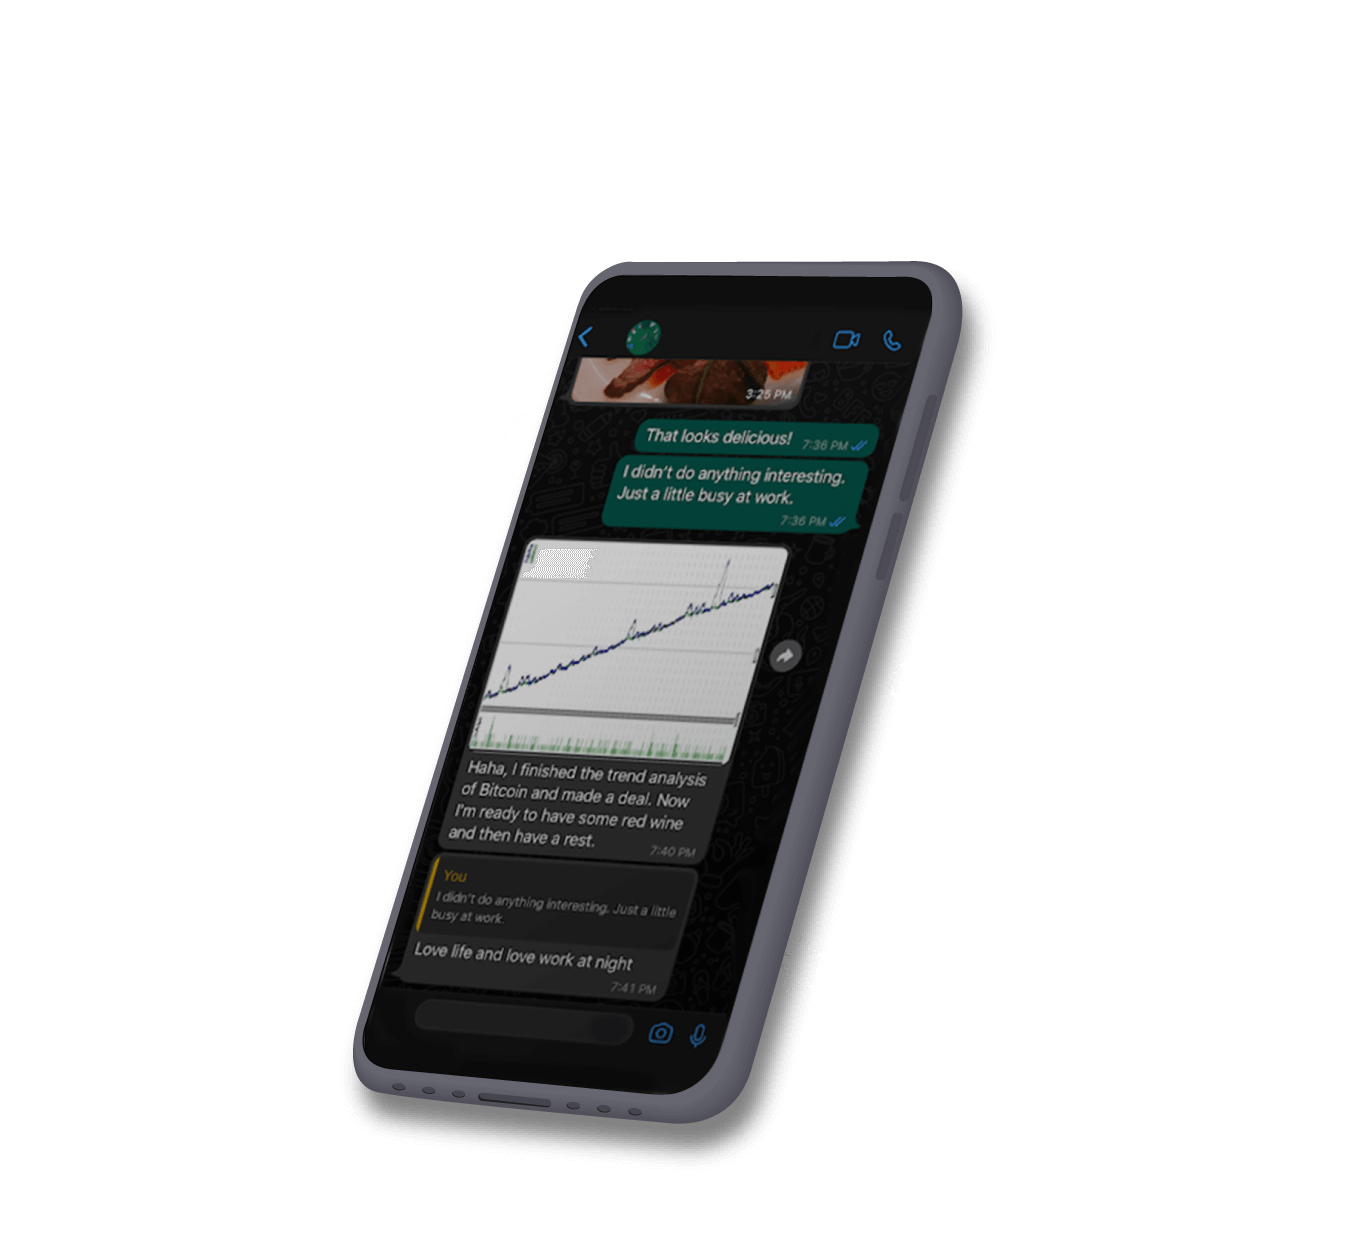 3:25 PM
That looks delicious!
7:36 PM
I didn't do anything interesting.
Just a little busy at work.
7:36 PM
Haha, I finished the trend analysis
of Bitcoin and made a deal. Now
I'm ready to have some red wine
and then have a rest.
7:40 PM
You
I didn't do anything interesting. Just a little
busy at work.
Love life and love work at night
7:41 PM